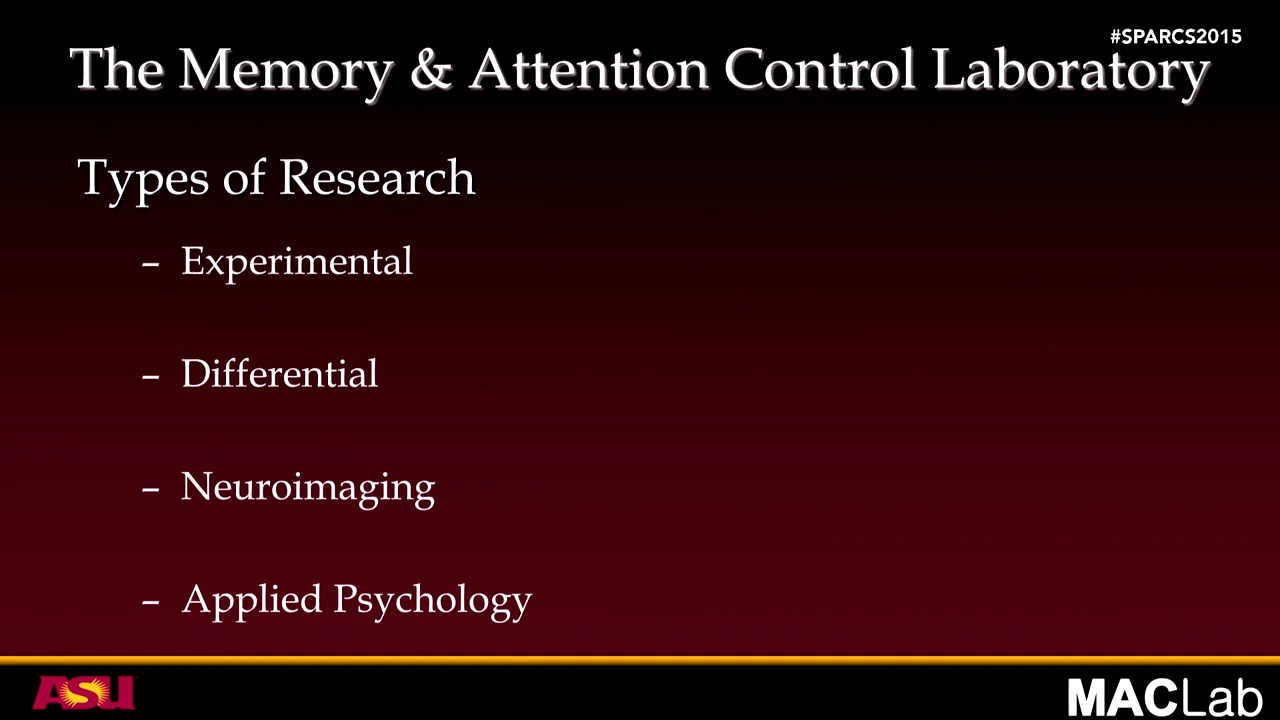 #SPARCS2015
The Memory & Attention Control Laboratory
Types of Research
– Experimental
– Differential
– Neuroimaging
– Applied Psychology
ASU
MACLab